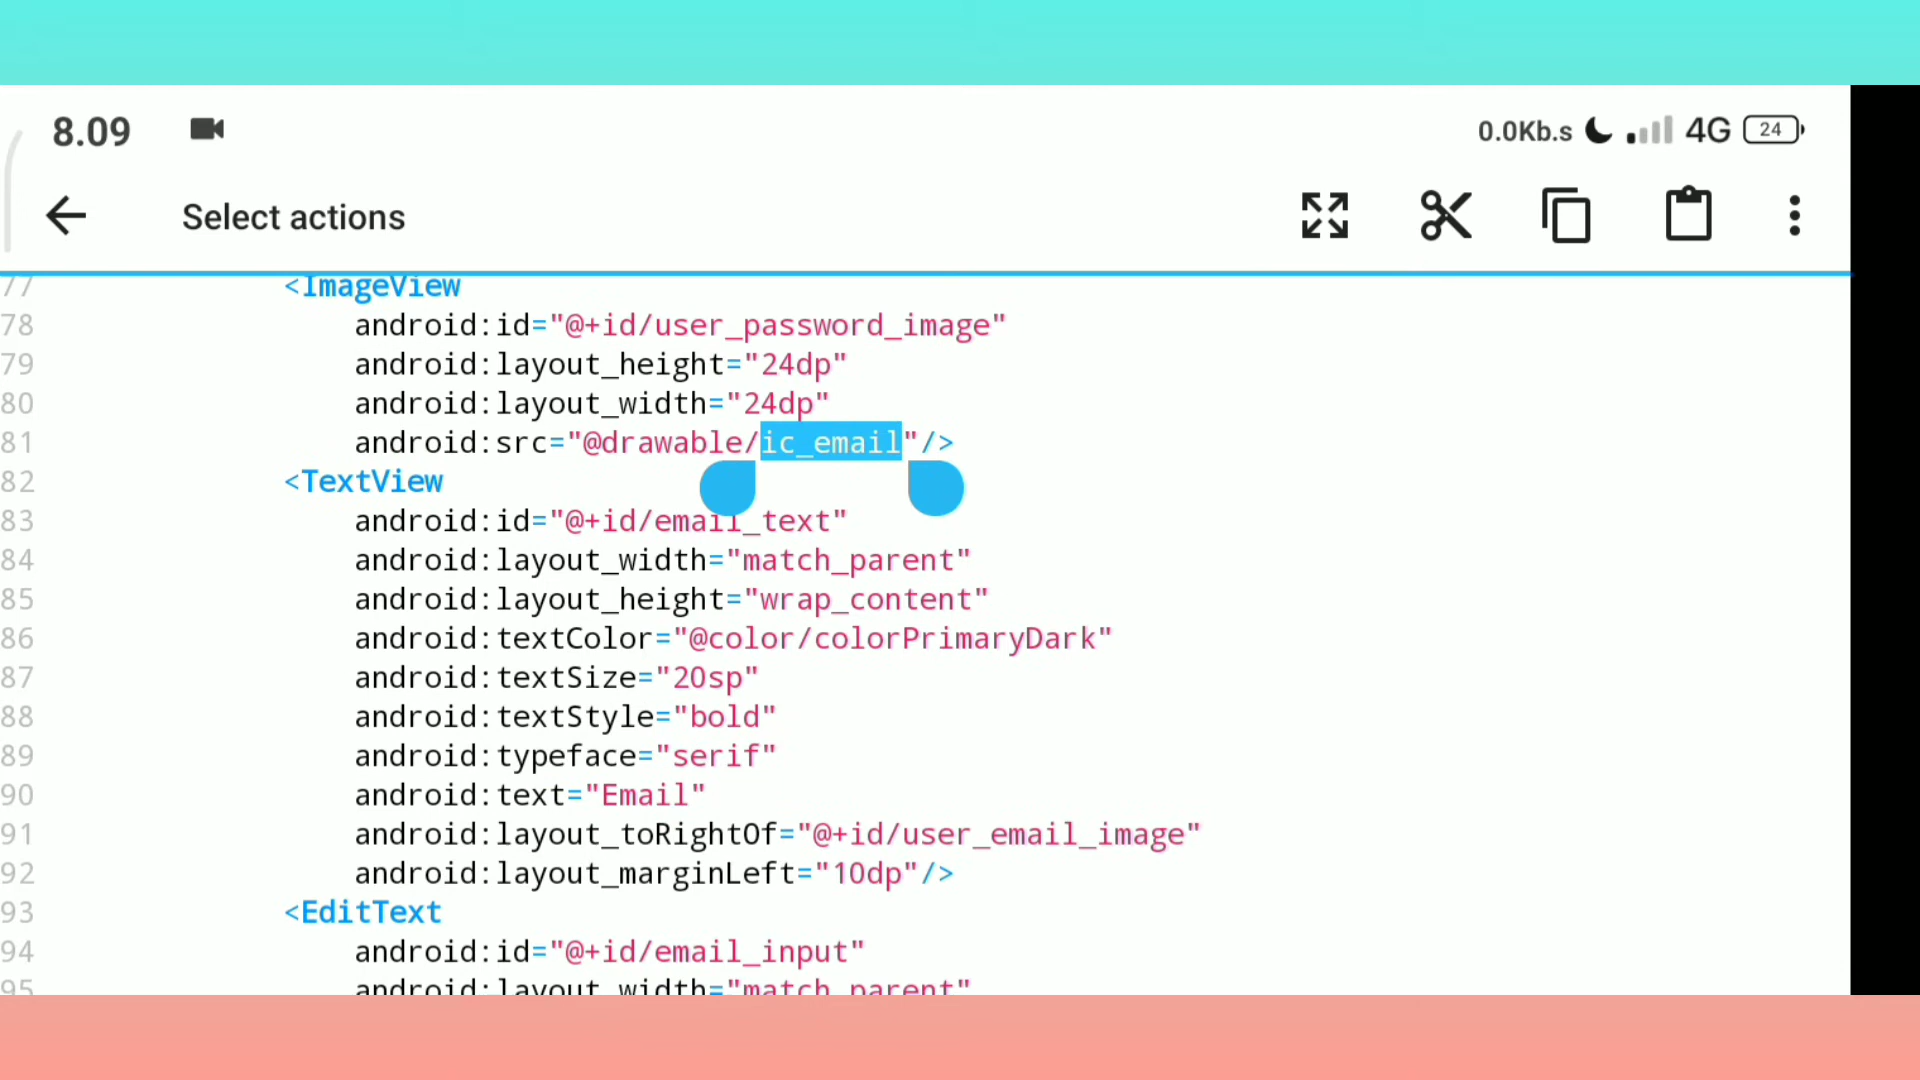 8.09
0.0Kb.s 4G 24
Select actions
77 <ImageView
78 android:id="@+id/user_password_image"
79 android:layout_height="24dp"
80 android:layout_width="24dp"
81 android:src="@drawable/ic_email"/>
82 <TextView
83 android:id="@+id/email_text"
84 android:layout_width="match_parent"
85 android:layout_height="wrap_content"
86 android:textColor="@color/colorPrimaryDark"
87 android:textSize="20sp"
88 android:textStyle="bold"
89 android:typeface="serif"
90 android:text="Email"
91 android:layout_toRightOf="@+id/user_email_image"
92 android:layout_marginLeft="10dp"/>
93 <EditText
94 android:id="@+id/email_input"
95 android:layout_width="match_parent"